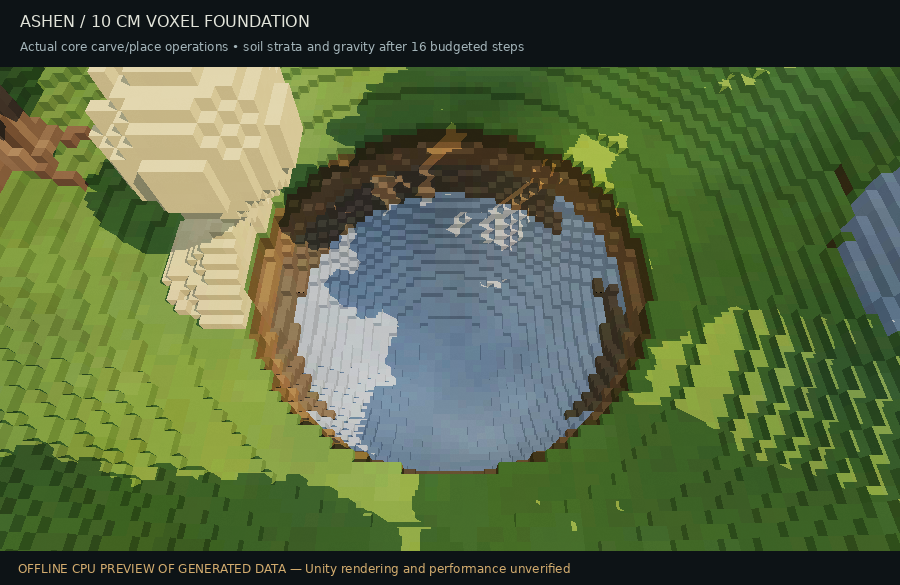 ASHEN / 10 CM VOXEL FOUNDATION
Actual core carve/place operations • soil strata and gravity after 16 budgeted steps
OFFLINE CPU PREVIEW OF GENERATED DATA — Unity rendering and performance unverified